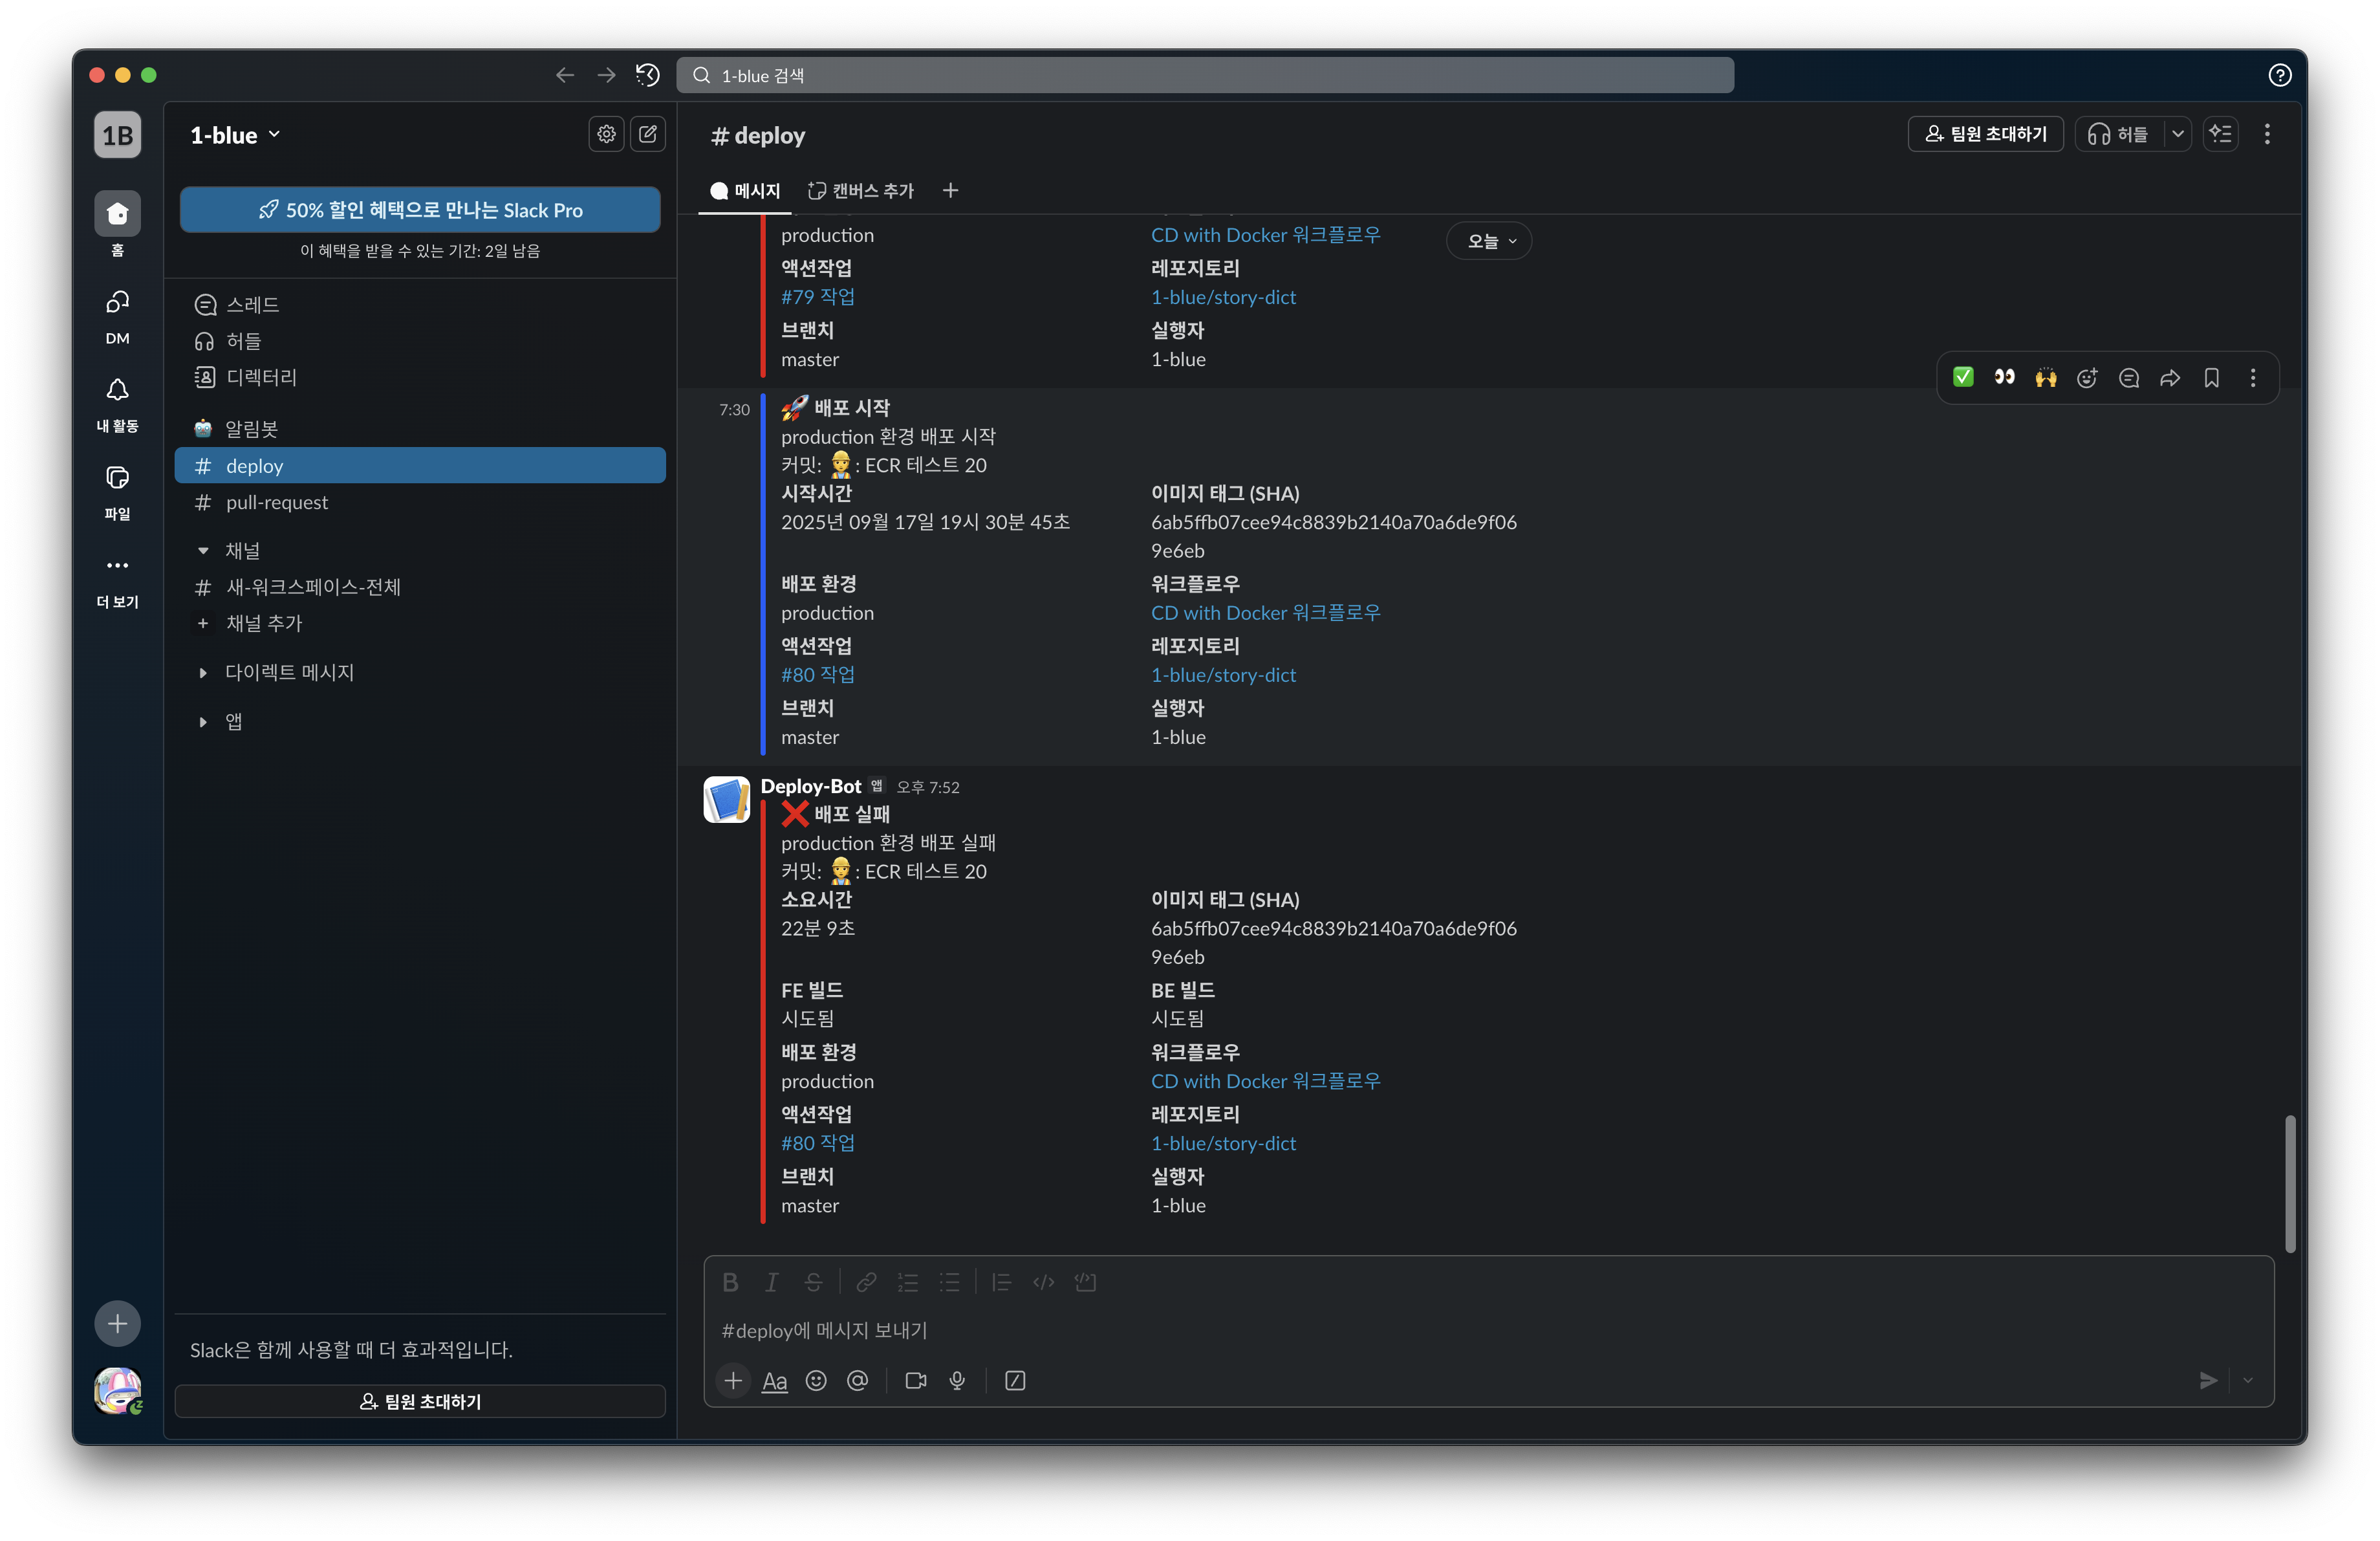 1-blue 검색
1B
홈
DM
내 활동
파일
더 보기
1-blue
50% 할인 혜택으로 만나는 Slack Pro
이 혜택을 받을 수 있는 기간: 2일 남음
스레드
허들
디렉터리
알림봇
# deploy
# pull-request
채널
# 새-워크스페이스-전체
+ 채널 추가
다이렉트 메시지
앱
Slack은 함께 사용할 때 더 효과적입니다.
팀원 초대하기
# deploy
팀원 초대하기
허들
메시지
캔버스 추가
오늘
production
CD with Docker 워크플로우
액션작업
레포지토리
#79 작업
1-blue/story-dict
브랜치
실행자
master
1-blue
7:30
배포 시작
production 환경 배포 시작
커밋: : ECR 테스트 20
시작시간
이미지 태그 (SHA)
2025년 09월 17일 19시 30분 45초
6ab5ffb07cee94c8839b2140a70a6de9f06
9e6eb
배포 환경
워크플로우
production
CD with Docker 워크플로우
액션작업
레포지토리
#80 작업
1-blue/story-dict
브랜치
실행자
master
1-blue
Deploy-Bot 앱 오후 7:52
배포 실패
production 환경 배포 실패
커밋: : ECR 테스트 20
소요시간
이미지 태그 (SHA)
22분 9초
6ab5ffb07cee94c8839b2140a70a6de9f06
9e6eb
FE 빌드
BE 빌드
시도됨
시도됨
배포 환경
워크플로우
production
CD with Docker 워크플로우
액션작업
레포지토리
#80 작업
1-blue/story-dict
브랜치
실행자
master
1-blue
#deploy에 메시지 보내기
Aa